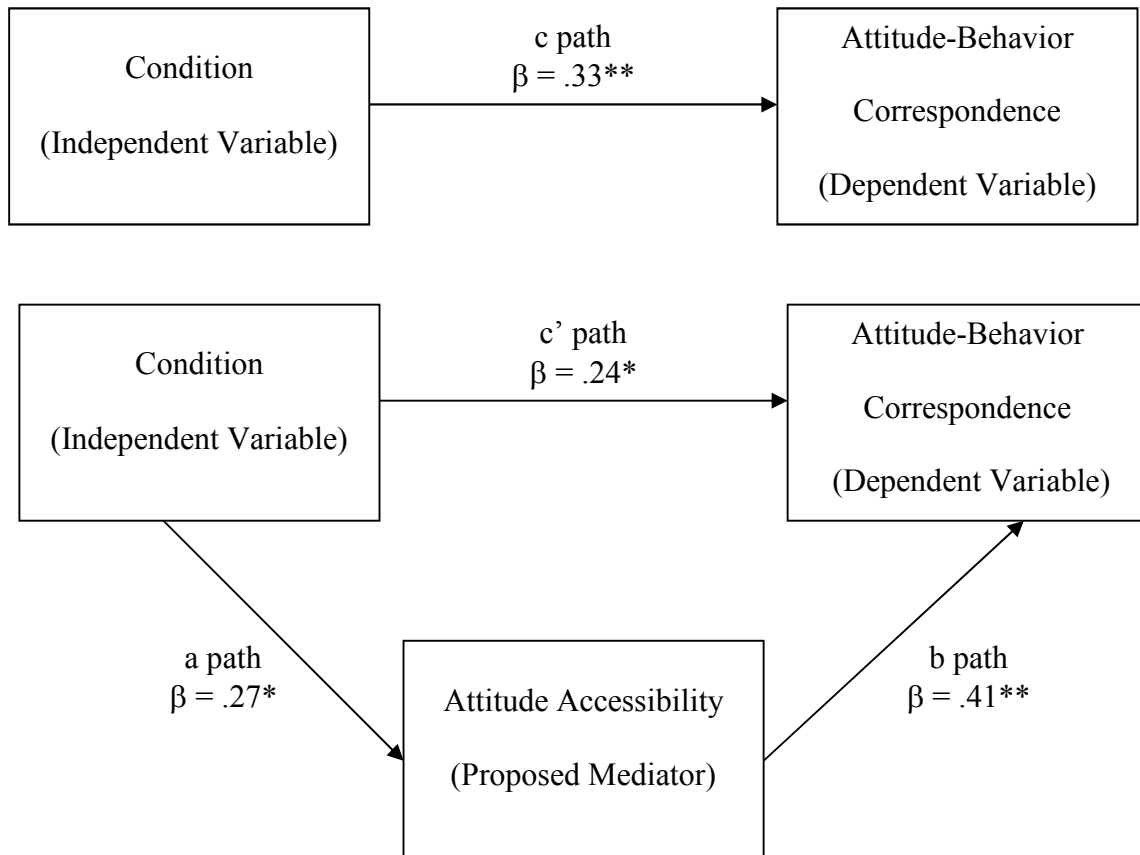 Condition
(Independent Variable)
c path
β = .33**
Attitude-Behavior
Correspondence
(Dependent Variable)
Condition
(Independent Variable)
c’ path
β = .24*
Attitude-Behavior
Correspondence
(Dependent Variable)
a path
β = .27*
Attitude Accessibility
(Proposed Mediator)
b path
β = .41**